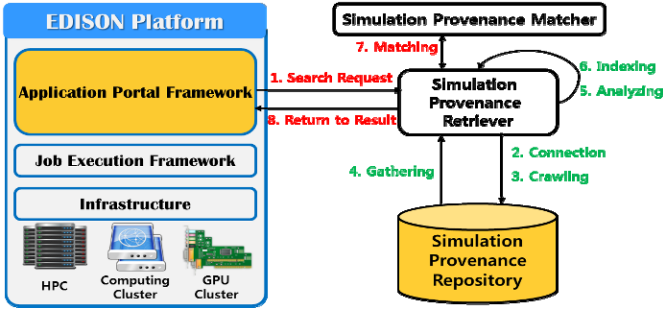 EDISON Platform
Application Portal Framework
Job Execution Framework
Infrastructure
HPC
Computing
Cluster
GPU
Cluster
Simulation Provenance Matcher
7. Matching
1. Search Request
8. Return to Result
Simulation
Provenance
Retriever
6. Indexing
5. Analyzing
4. Gathering
2. Connection
3. Crawling
Simulation
Provenance
Repository